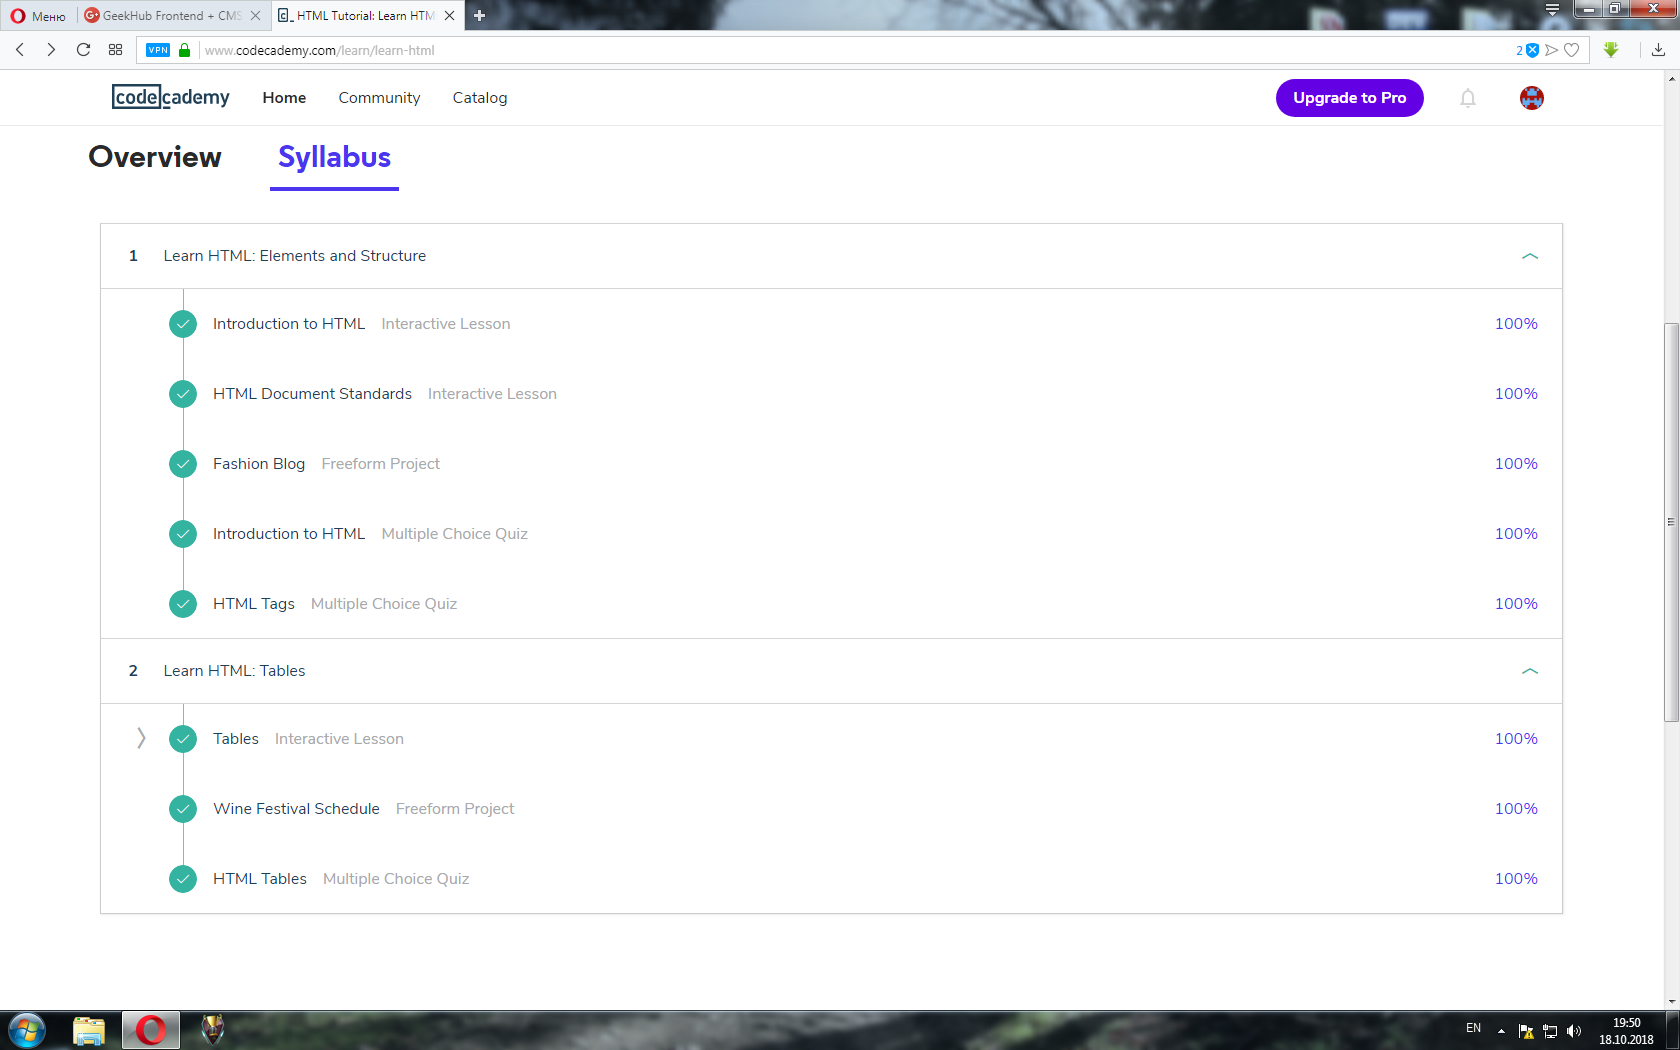 Меню
GeekHub Frontend + CMS
HTML Tutorial: Learn HTM
VPN
www.codecademy.com/learn/learn-html
2
codecademy
Home
Community
Catalog
Upgrade to Pro
Overview
Syllabus
1 Learn HTML: Elements and Structure
Introduction to HTML Interactive Lesson 100%
HTML Document Standards Interactive Lesson 100%
Fashion Blog Freeform Project 100%
Introduction to HTML Multiple Choice Quiz 100%
HTML Tags Multiple Choice Quiz 100%
2 Learn HTML: Tables
Tables Interactive Lesson 100%
Wine Festival Schedule Freeform Project 100%
HTML Tables Multiple Choice Quiz 100%
EN
19:50
18.10.2018